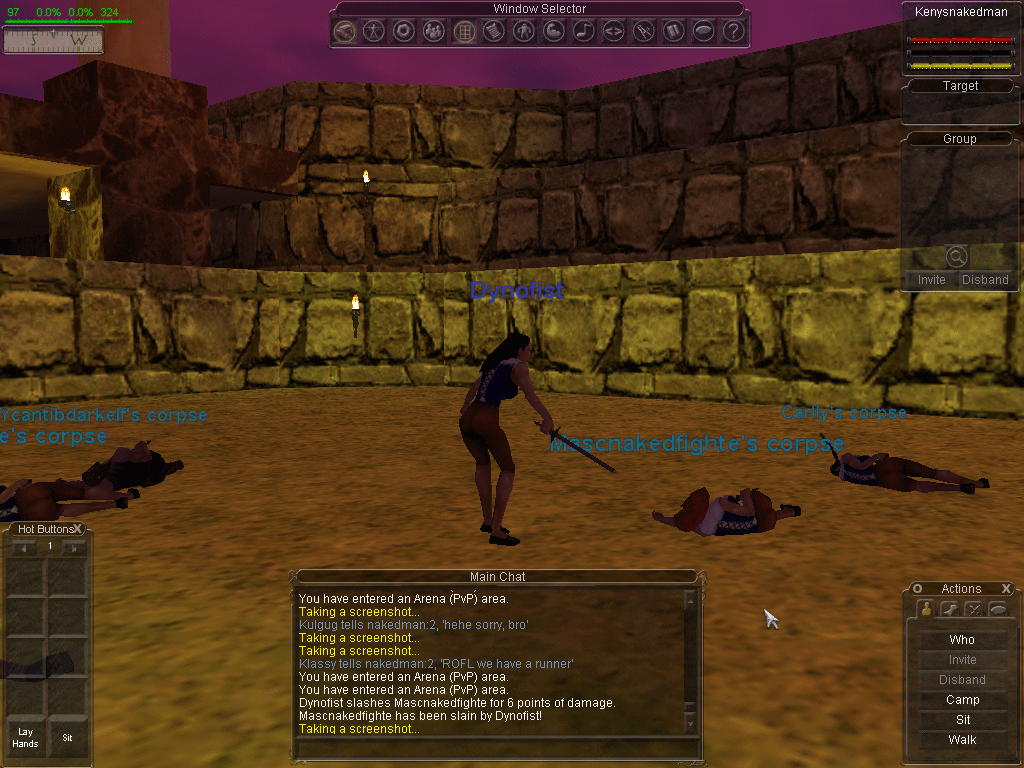 97 0.0% 0.0% 324
S W
Window Selector
?
Kenysnakedman
Target
Group
Invite Disband
Dynofist
Ycantibdarkelf's corpse
e's corpse
Carlly's corpse
Mascnakedfighte's corpse
Hot Buttons X
1
Lay Hands
Sit
Main Chat
You have entered an Arena (PvP) area.
Taking a screenshot...
Kulgug tells nakedman:2, 'hehe sorry, bro'
Taking a screenshot...
Taking a screenshot...
Klassy tells nakedman:2, 'ROFL we have a runner'
You have entered an Arena (PvP) area.
You have entered an Arena (PvP) area.
Dynofist slashes Mascnakedfighte for 6 points of damage.
Mascnakedfighte has been slain by Dynofist!
Taking a screenshot...
Actions X
Who
Invite
Disband
Camp
Sit
Walk